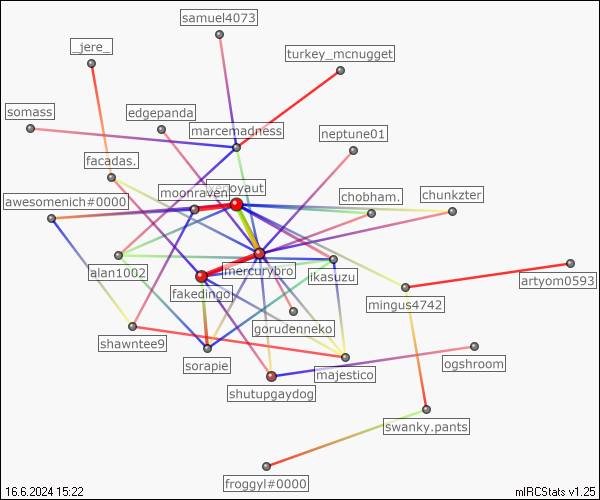 samuel4073
_jere_
turkey_mcnugget
somass
edgepanda
marcemadness
neptune01
facadas.
moonraven
oyaut
awesomenich#0000
chobham.
chunkzter
alan1002
mercurybro
ikasuzu
artyom0593
fakedingo
mingus4742
gorudenneko
shawntee9
sorapie
majestico
ogshroom
shutupgaydog
swanky.pants
froggyl#0000
16.6.2024 15:22
mIRCStats v1.25